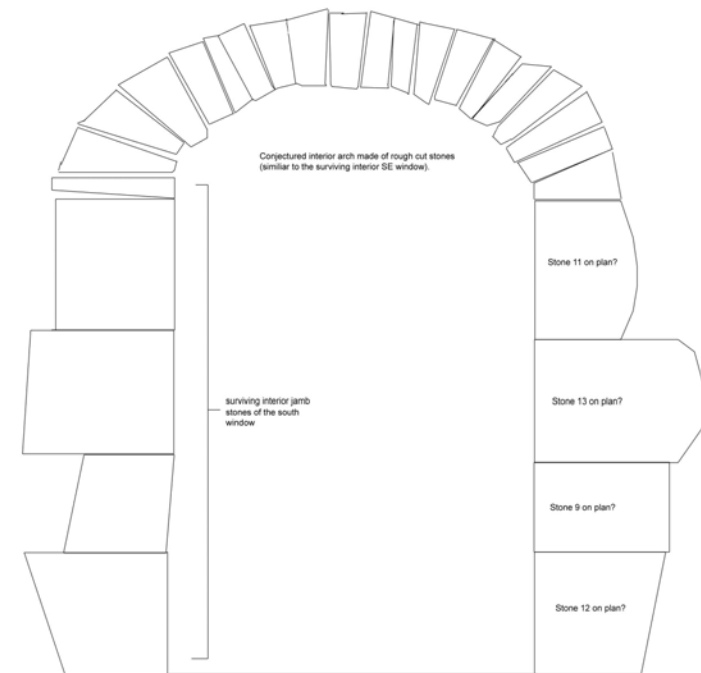 Conjectured interior arch made of rough cut stones
(similiar to the surviving interior SE window).
Stone 11 on plan?
surviving interior jamb
stones of the south
window
Stone 13 on plan?
Stone 9 on plan?
Stone 12 on plan?